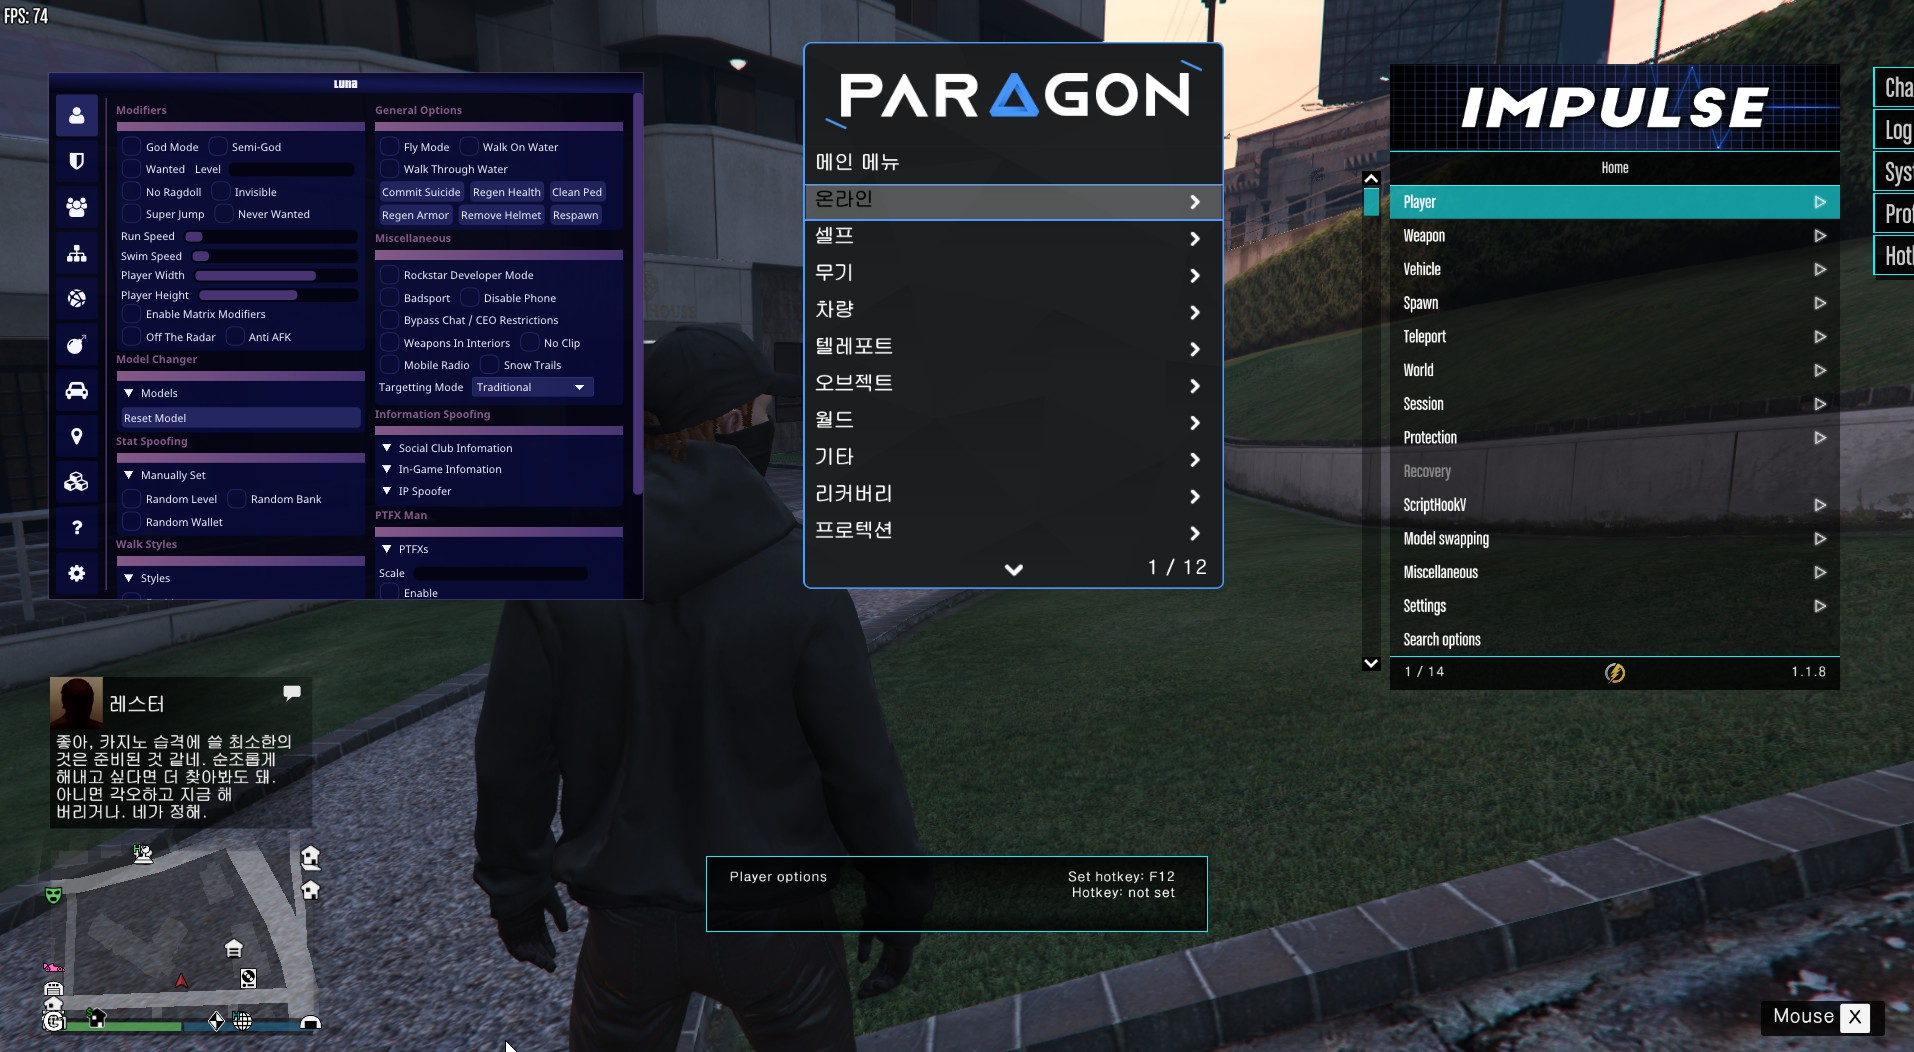 FPS: 74
Luna
Modifiers
God Mode Semi-God
Wanted Level
No Ragdoll Invisible
Super Jump Never Wanted
Run Speed
Swim Speed
Player Width
Player Height
Enable Matrix Modifiers
Off The Radar Anti AFK
Model Changer
Models
Reset Model
Stat Spoofing
Manually Set
Random Level Random Bank
Random Wallet
Walk Styles
Styles
General Options
Fly Mode Walk On Water
Walk Through Water
Commit Suicide Regen Health Clean Ped
Regen Armor Remove Helmet Respawn
Miscellaneous
Rockstar Developer Mode
Badsport Disable Phone
Bypass Chat / CEO Restrictions
Weapons In Interiors No Clip
Mobile Radio Snow Trails
Targetting Mode Traditional
Information Spoofing
Social Club Infomation
In-Game Infomation
IP Spoofer
PTFX Man
PTFXs
Scale
Enable
PARAGON
메인 메뉴
온라인
셀프
무기
차량
텔레포트
오브젝트
월드
기타
리커버리
프로텍션
1 / 12
IMPULSE
Home
Player
Weapon
Vehicle
Spawn
Teleport
World
Session
Protection
Recovery
ScriptHookV
Model swapping
Miscellaneous
Settings
Search options
1 / 14 1.1.8
Cha
Log
Sys
Pro
Hot
레스터
좋아, 카지노 습격에 쓸 최소한의
것은 준비된 것 같네. 순조롭게
해내고 싶다면 더 찾아봐도 돼.
아니면 각오하고 지금 해
버리거나. 네가 정해.
Player options Set hotkey: F12
Hotkey: not set
Mouse X